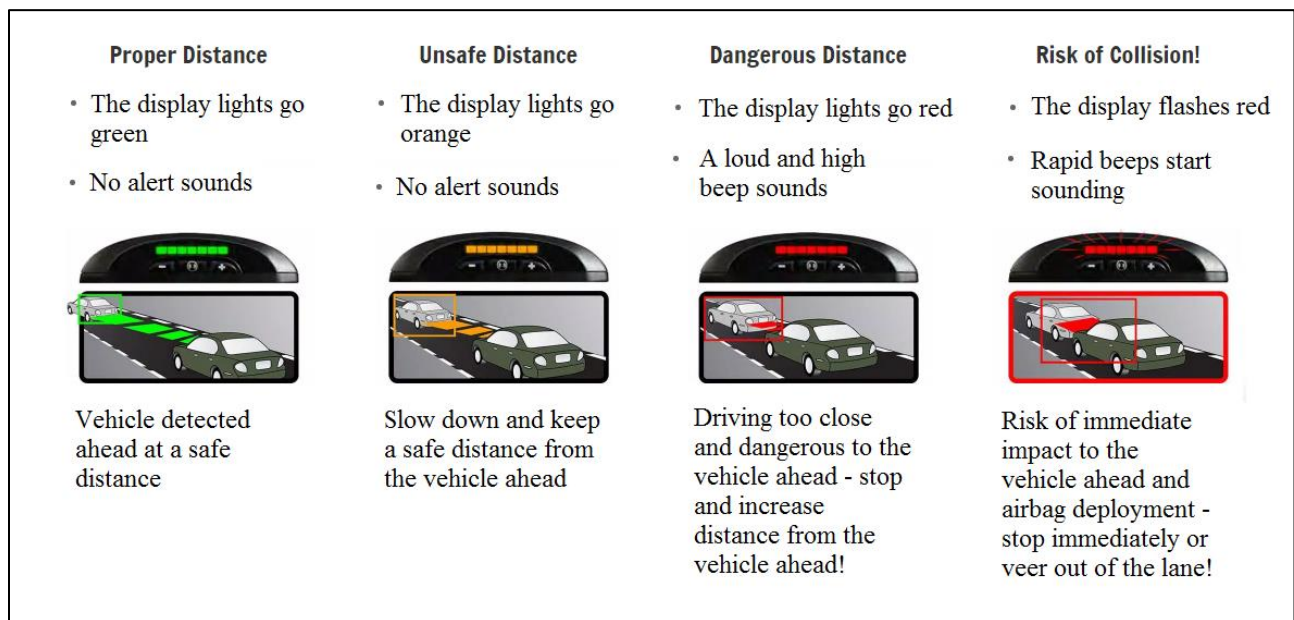 Proper Distance
• The display lights go
green
• No alert sounds
Vehicle detected
ahead at a safe
distance
Unsafe Distance
• The display lights go
orange
• No alert sounds
Slow down and keep
a safe distance from
the vehicle ahead
Dangerous Distance
• The display lights go red
• A loud and high
beep sounds
Driving too close
and dangerous to the
vehicle ahead - stop
and increase
distance from the
vehicle ahead!
Risk of Collision!
• The display flashes red
• Rapid beeps start
sounding
Risk of immediate
impact to the
vehicle ahead and
airbag deployment -
stop immediately or
veer out of the lane!